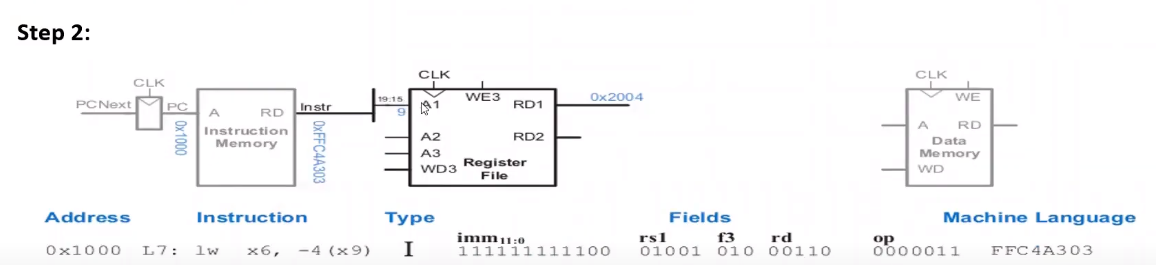 Step 2:
CLK CLK CLK
PCNext PC A RD Instr 19:15 A1 WE3 RD1 0x2004 WE
9
0x1000 Instruction Memory 0xFFC4A303 A2 RD2 A RD
A3 Register File Data Memory
WD3 WD
Address Instruction Type Fields Machine Language
imm11:0 rs1 f3 rd op
0x1000 L7: lw x6, -4(x9) I 111111111100 01001 010 00110 0000011 FFC4A303